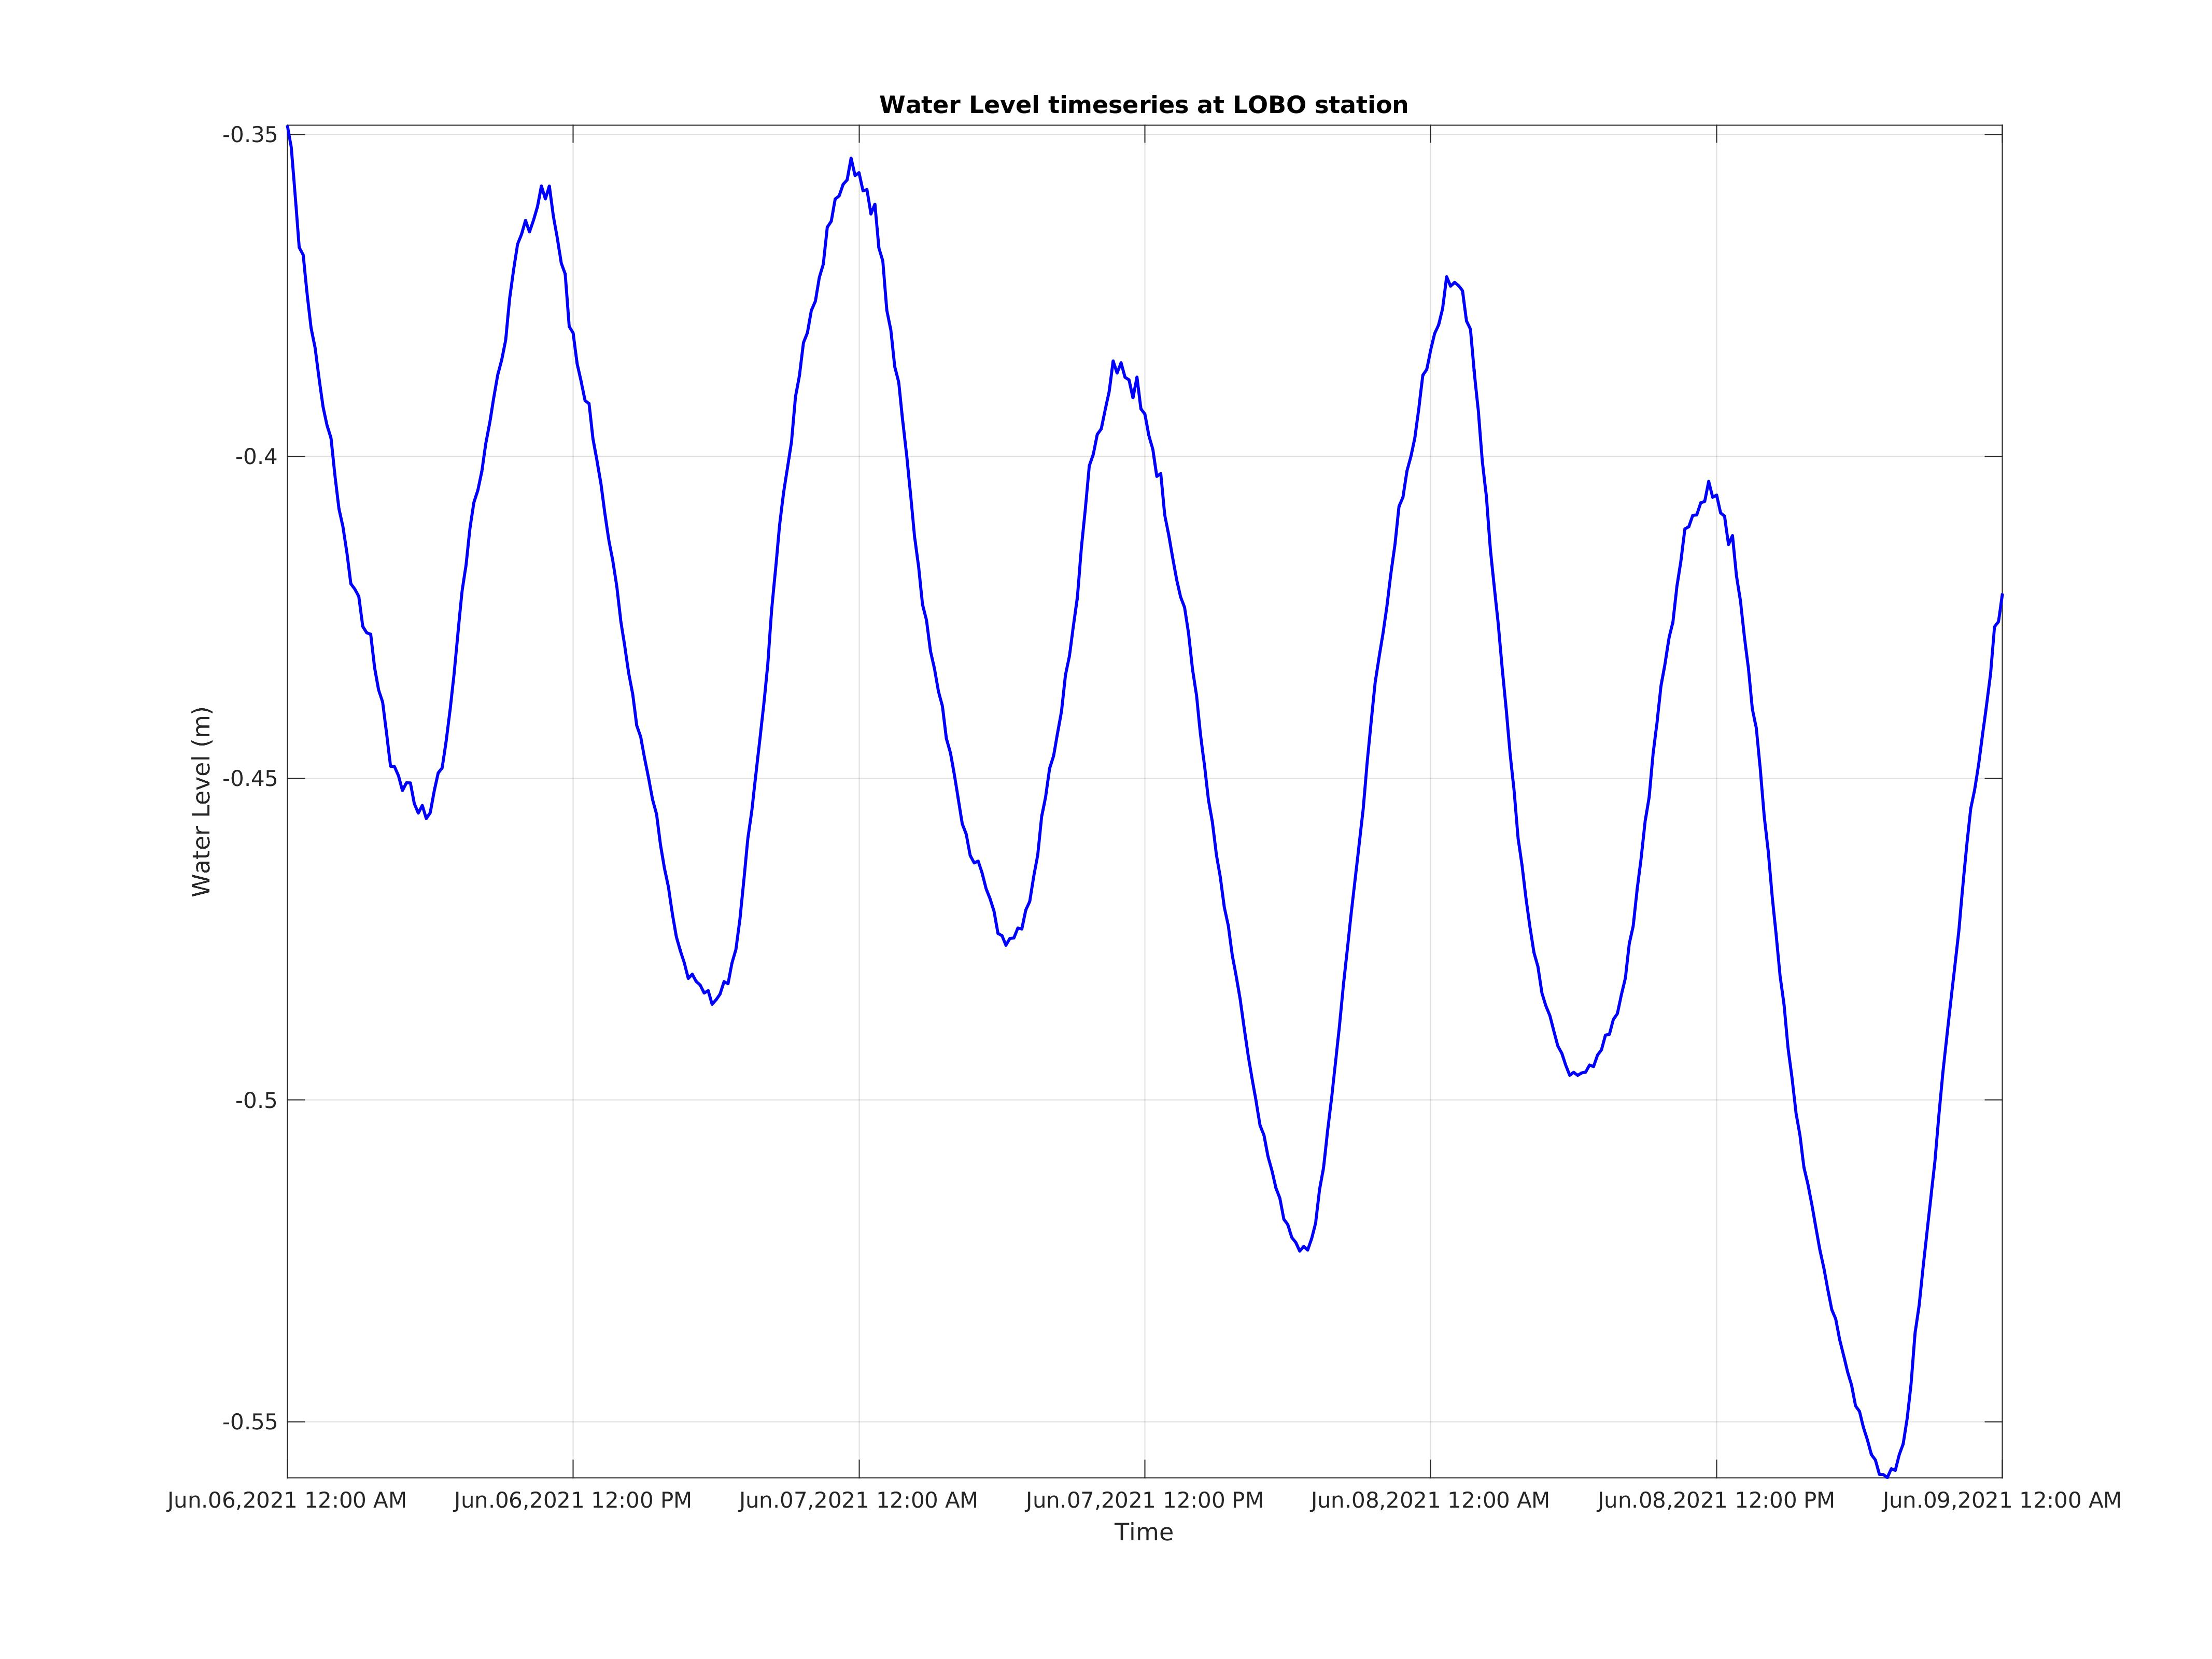 Water Level timeseries at LOBO station
-0.35
-0.4
-0.45
-0.5
-0.55
Water Level (m)
Jun.06,2021 12:00 AM
Jun.06,2021 12:00 PM
Jun.07,2021 12:00 AM
Jun.07,2021 12:00 PM
Jun.08,2021 12:00 AM
Jun.08,2021 12:00 PM
Jun.09,2021 12:00 AM
Time